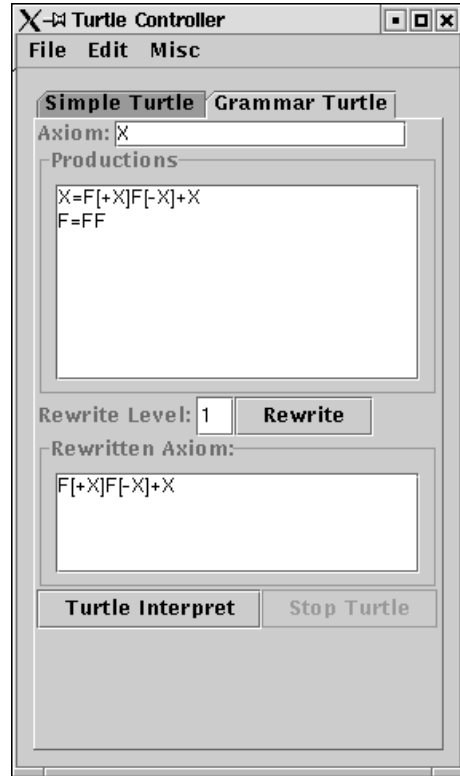 Turtle Controller
File Edit Misc
Simple Turtle Grammar Turtle
Axiom: X
Productions
X=F[+X]F[-X]+X
F=FF
Rewrite Level: 1 Rewrite
Rewritten Axiom:
F[+X]F[-X]+X
Turtle Interpret Stop Turtle